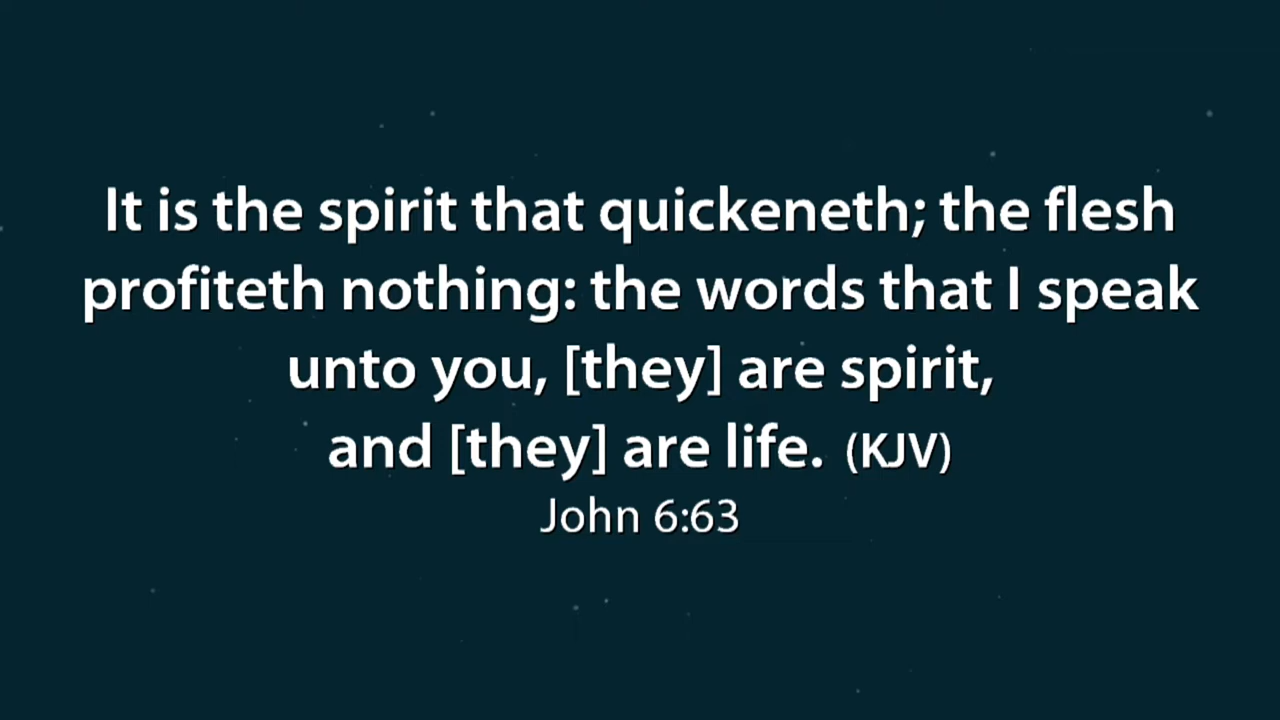 It is the spirit that quickeneth; the flesh
profiteth nothing: the words that I speak
unto you, [they] are spirit,
and [they] are life. (KJV)
John 6:63